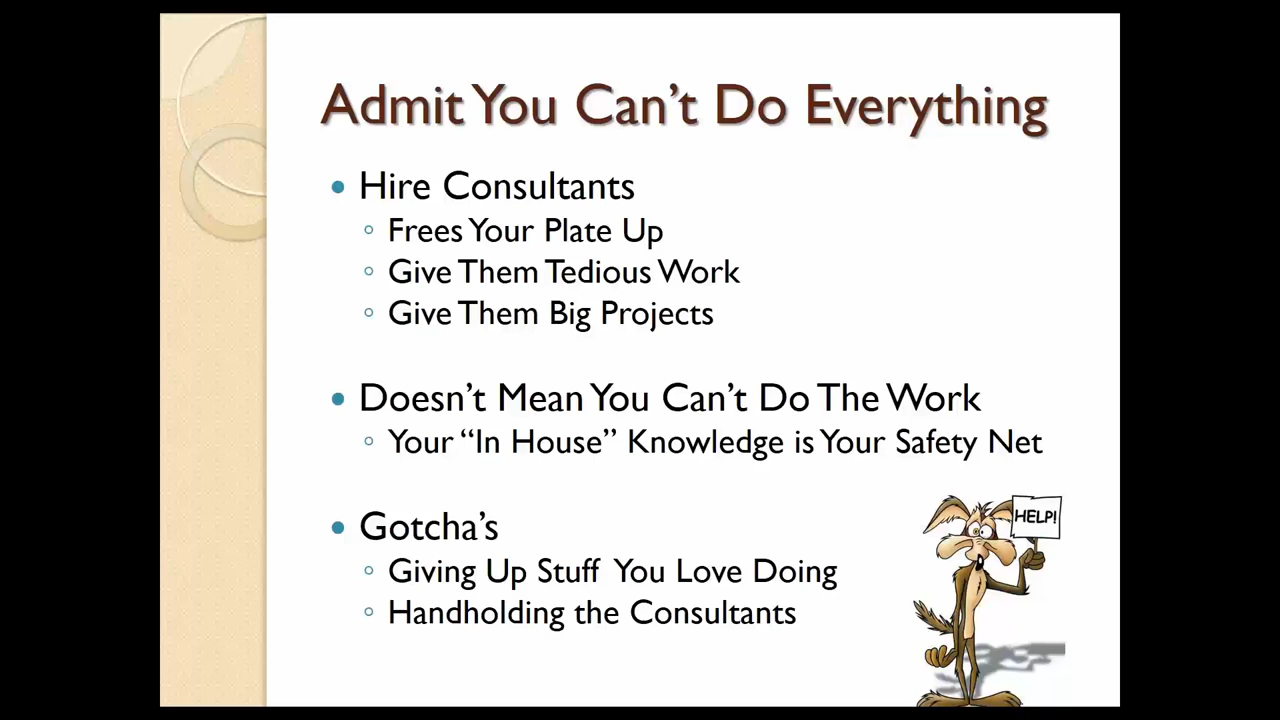 Admit You Can't Do Everything
• Hire Consultants
◦ Frees Your Plate Up
◦ Give Them Tedious Work
◦ Give Them Big Projects
• Doesn't Mean You Can't Do The Work
◦ Your “In House” Knowledge is Your Safety Net
• Gotcha's
◦ Giving Up Stuff You Love Doing
◦ Handholding the Consultants
HELP!